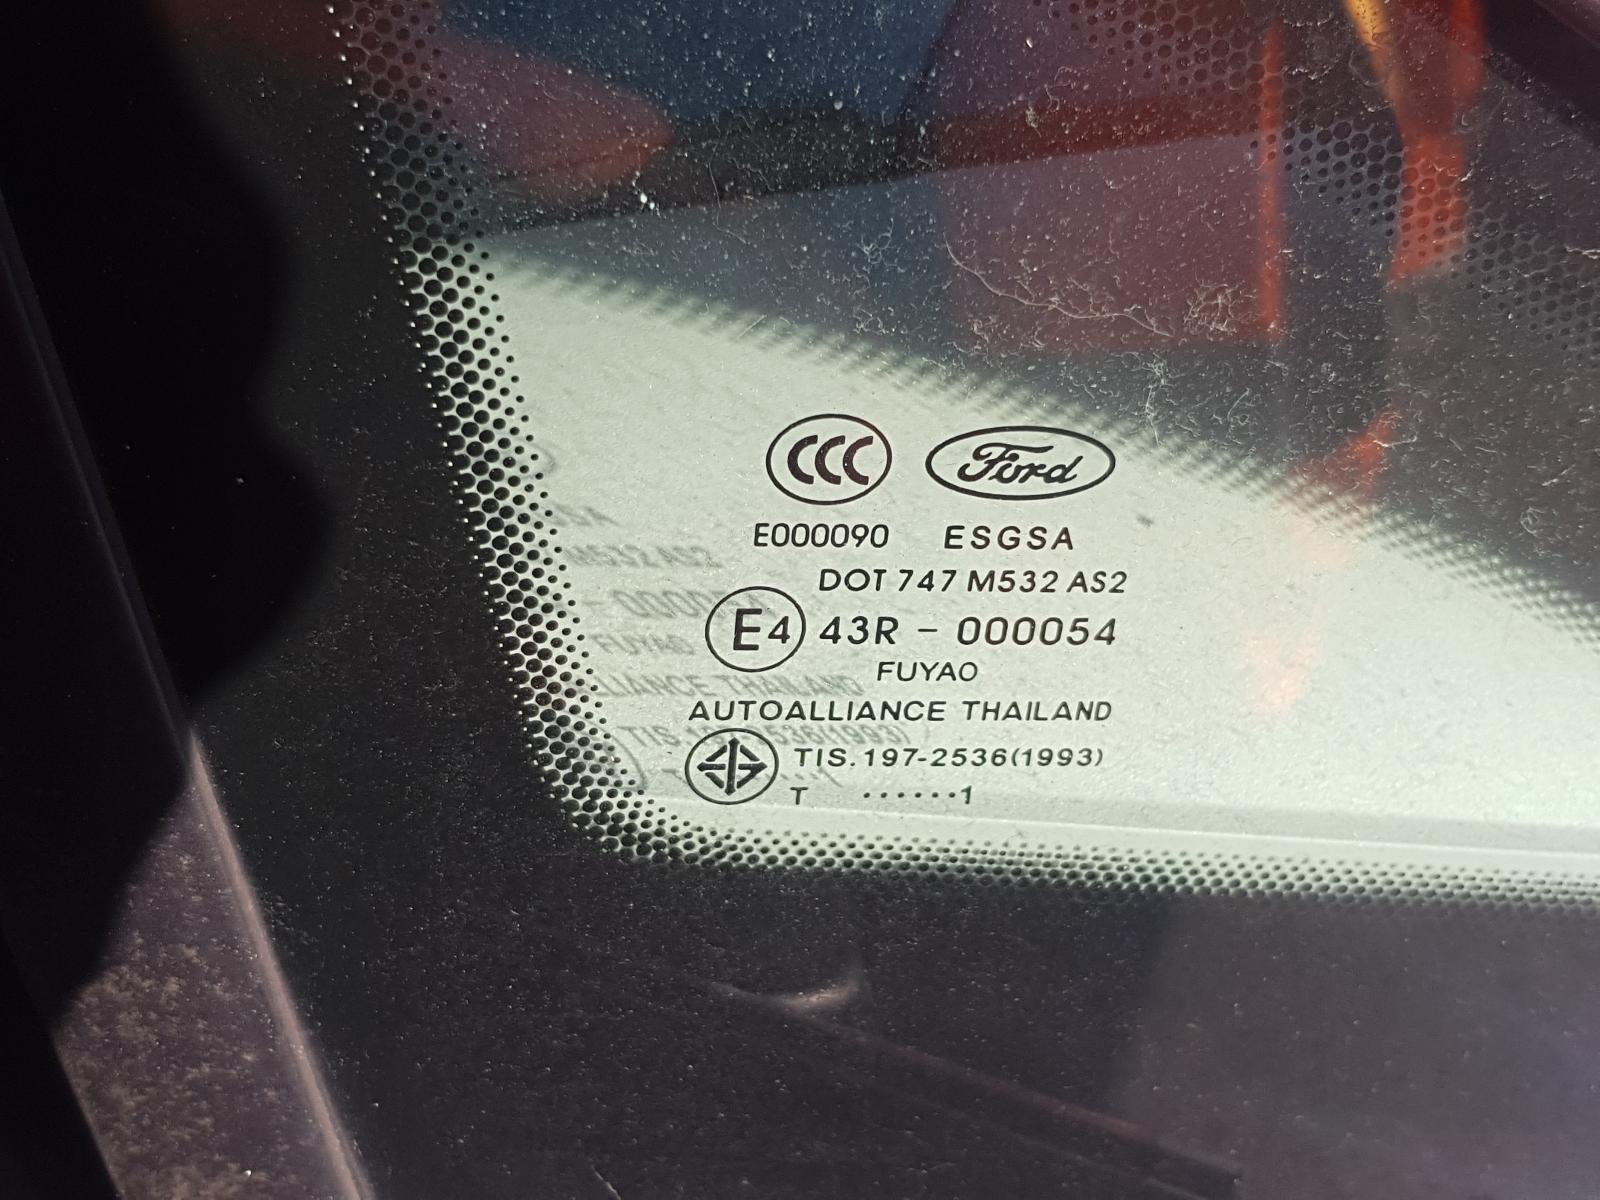 CCC Ford
E000090 ESGSA
DOT 747 M532 AS2
E4 43R - 000054
FUYAO
AUTOALLIANCE THAILAND
TIS.197-2536(1993)
T ······1